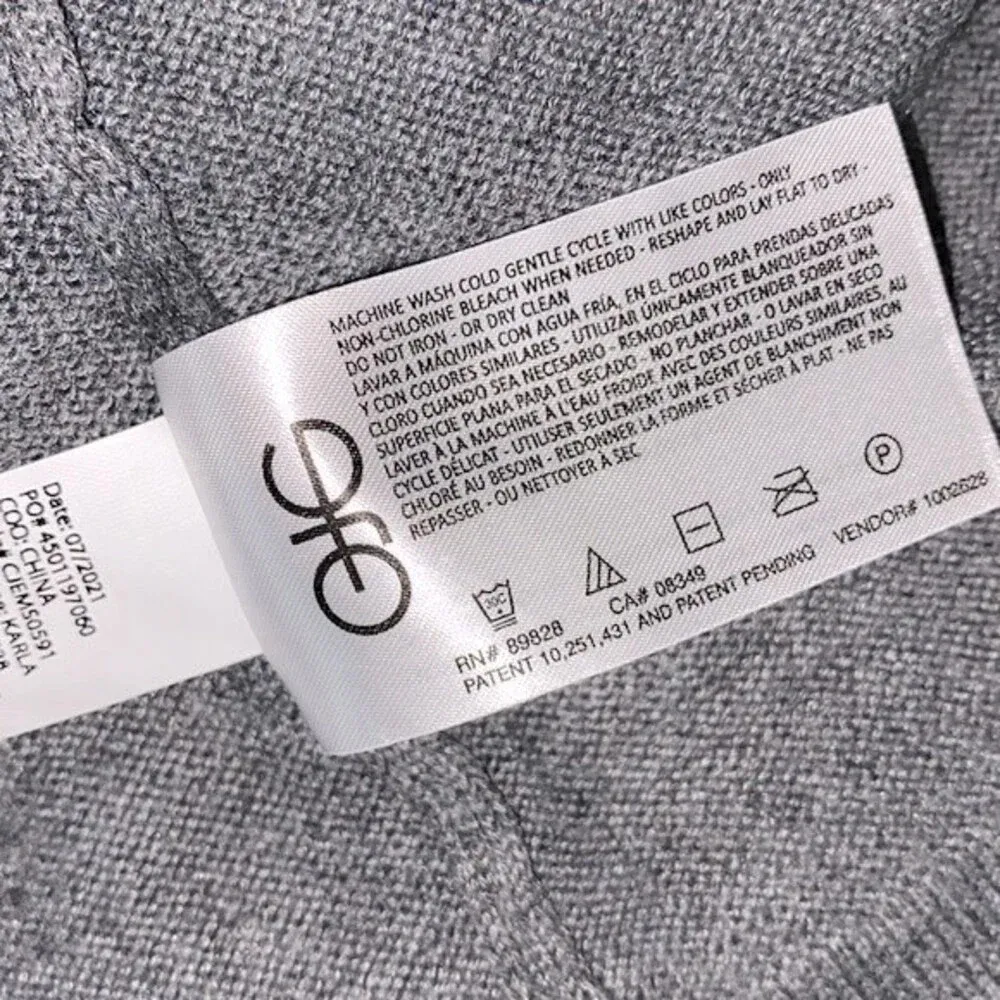 MACHINE WASH COLD GENTLE CYCLE WITH LIKE COLORS - ONLY
NON-CHLORINE BLEACH WHEN NEEDED - RESHAPE AND LAY FLAT TO DRY -
DO NOT IRON - OR DRY CLEAN
LAVAR A MÁQUINA CON AGUA FRÍA, EN EL CICLO PARA PRENDAS DELICADAS
Y CON COLORES SIMILARES - UTILIZAR ÚNICAMENTE BLANQUEADOR SIN
CLORO CUANDO SEA NECESARIO - REMODELAR Y EXTENDER SOBRE UNA
SUPERFICIE PLANA PARA EL SECADO - NO PLANCHAR - O LAVAR EN SECO
LAVER À LA MACHINE À L'EAU FROIDE AVEC DES COULEURS SIMILAIRES, AU
CYCLE DÉLICAT - UTILISER SEULEMENT UN AGENT DE BLANCHIMENT NON
CHLORÉ AU BESOIN - REDONNER LA FORME ET SÉCHER À PLAT - NE PAS
REPASSER - OU NETTOYER À SEC
30C
P
RN# 89828
CA# 08349
VENDOR# 1002628
PATENT 10,251,431 AND PATENT PENDING
Date: 07/2021
PO# 4501197060
COO: CHINA
CJEMS0591
KARLA